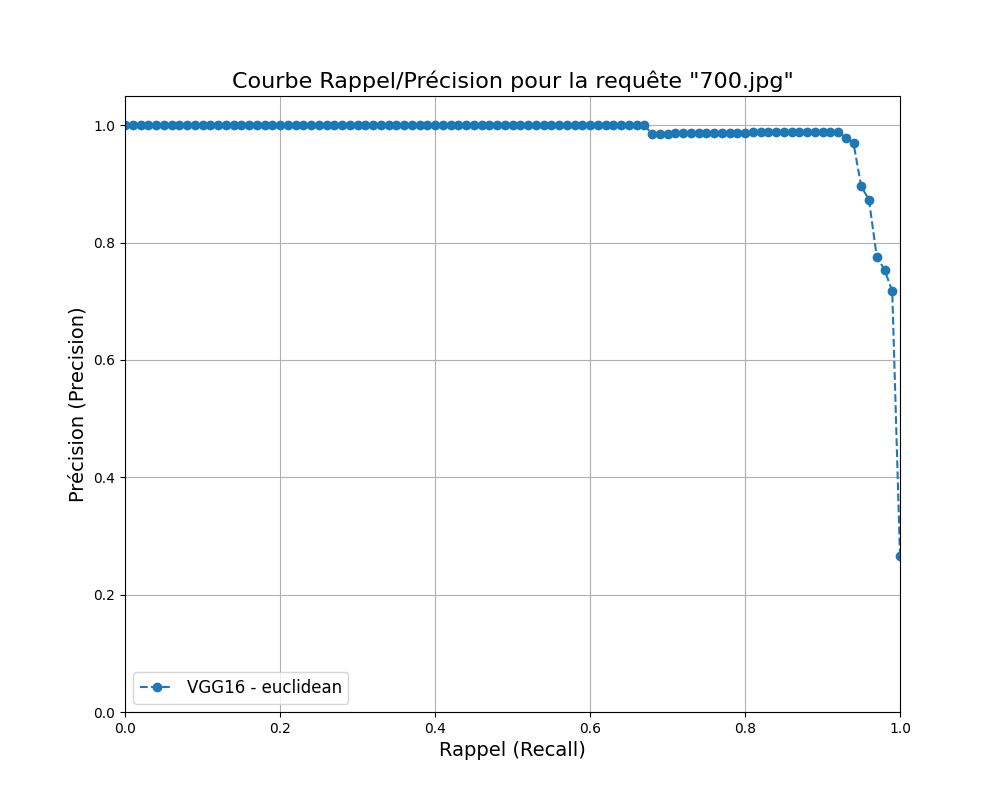 Courbe Rappel/Précision pour la requête "700.jpg"
1.0
0.8
0.6
0.4
0.2
0.0
Précision (Precision)
VGG16 - euclidean
0.0 0.2 0.4 0.6 0.8 1.0
Rappel (Recall)